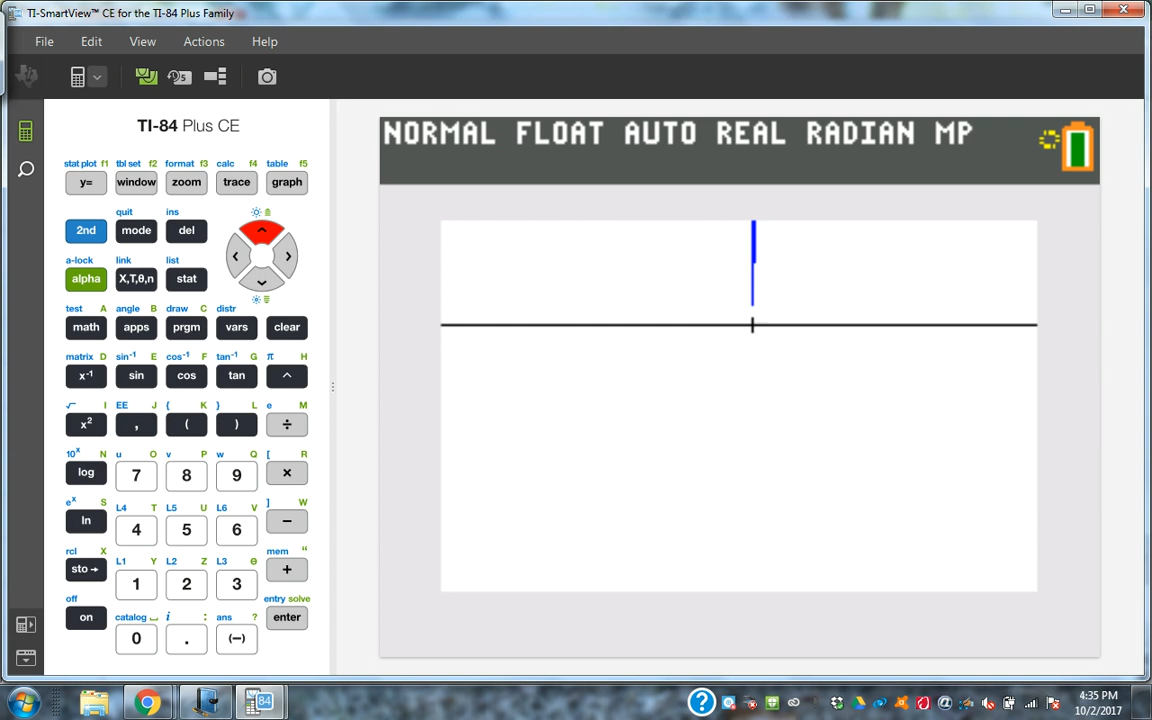 TI-SmartView™ CE for the TI-84 Plus Family
File Edit View Actions Help
TI-84 Plus CE
NORMAL FLOAT AUTO REAL RADIAN MP
stat plot f1 tbl set f2 format f3 calc f4 table f5
y= window zoom trace graph
quit ins
2nd mode del
a-lock link list
alpha X,T,θ,n stat
test A angle B draw C distr
math apps prgm vars clear
matrix D sin⁻¹ E cos⁻¹ F tan⁻¹ G π H
x⁻¹ sin cos tan ^
√ I EE J { K } L e M
x² , ( ) ÷
10ˣ N u O v P w Q [ R
log 7 8 9 ×
eˣ S L4 T L5 U L6 V ] W
ln 4 5 6 −
rcl X L1 Y L2 Z L3 θ mem "
sto→ 1 2 3 +
off catalog i : ans ? entry solve
on 0 . (−) enter
84
4:35 PM
10/2/2017